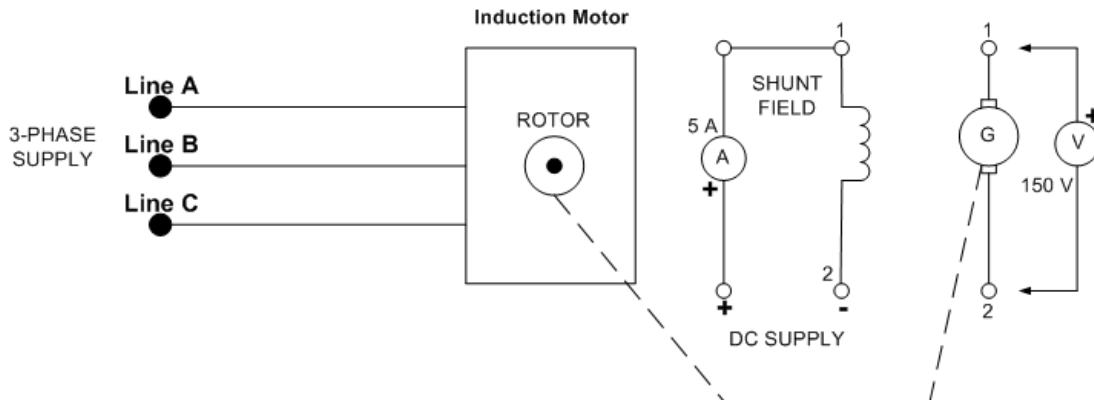 Induction Motor
3-PHASE
SUPPLY
Line A
Line B
Line C
ROTOR
1
SHUNT
FIELD
5 A
A
+
2
+
-
DC SUPPLY
1
G
2
+
V
150 V